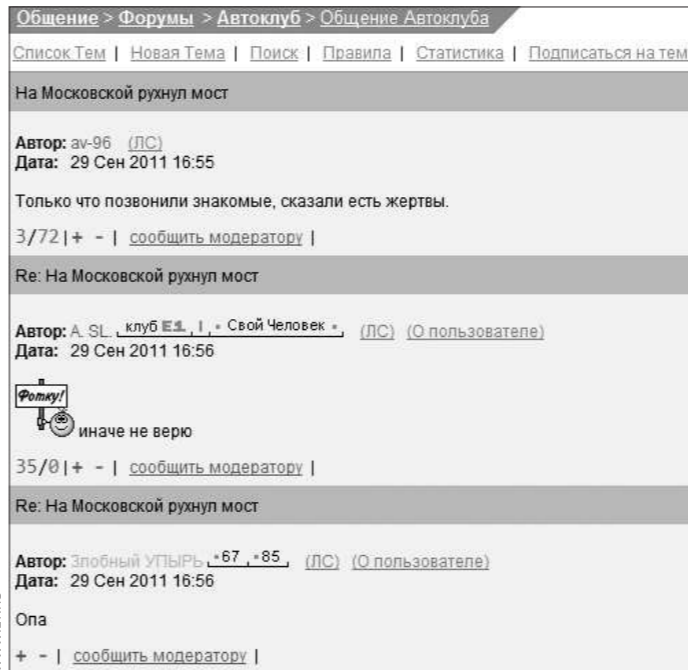 Общение > Форумы > Автоклуб > Общение Автоклуба
Список Тем | Новая Тема | Поиск | Правила | Статистика | Подписаться на тем
На Московской рухнул мост
Автор: av-96 (ЛС)
Дата: 29 Сен 2011 16:55
Только что позвонили знакомые, сказали есть жертвы.
3/72|+ - | сообщить модератору |
Re: На Московской рухнул мост
Автор: A. SL. , клуб E1 , I , * Свой Человек * , (ЛС) (О пользователе)
Дата: 29 Сен 2011 16:56
Фотку!
иначе не верю
35/0|+ - | сообщить модератору |
Re: На Московской рухнул мост
Автор: Злобный УПЫРЬ , *67 , *85 , (ЛС) (О пользователе)
Дата: 29 Сен 2011 16:56
Опа
+ - | сообщить модератору |